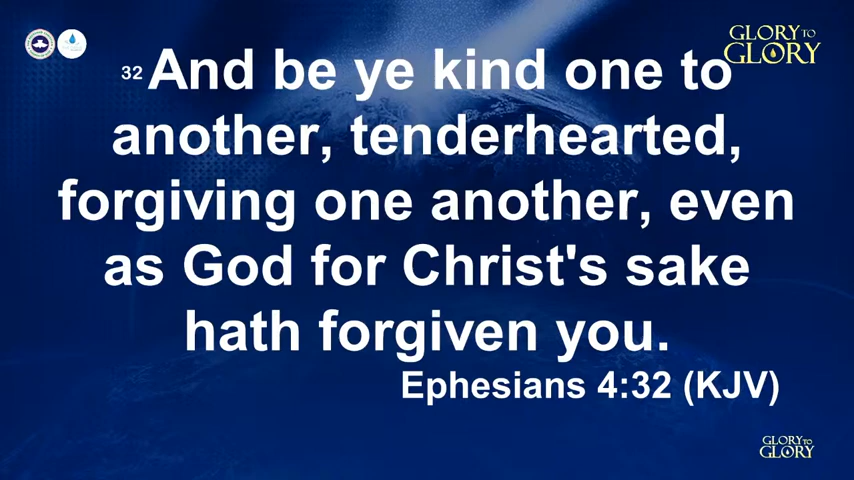 GLORY TO
GLORY
32 And be ye kind one to
another, tenderhearted,
forgiving one another, even
as God for Christ's sake
hath forgiven you.
Ephesians 4:32 (KJV)
GLORY TO
GLORY